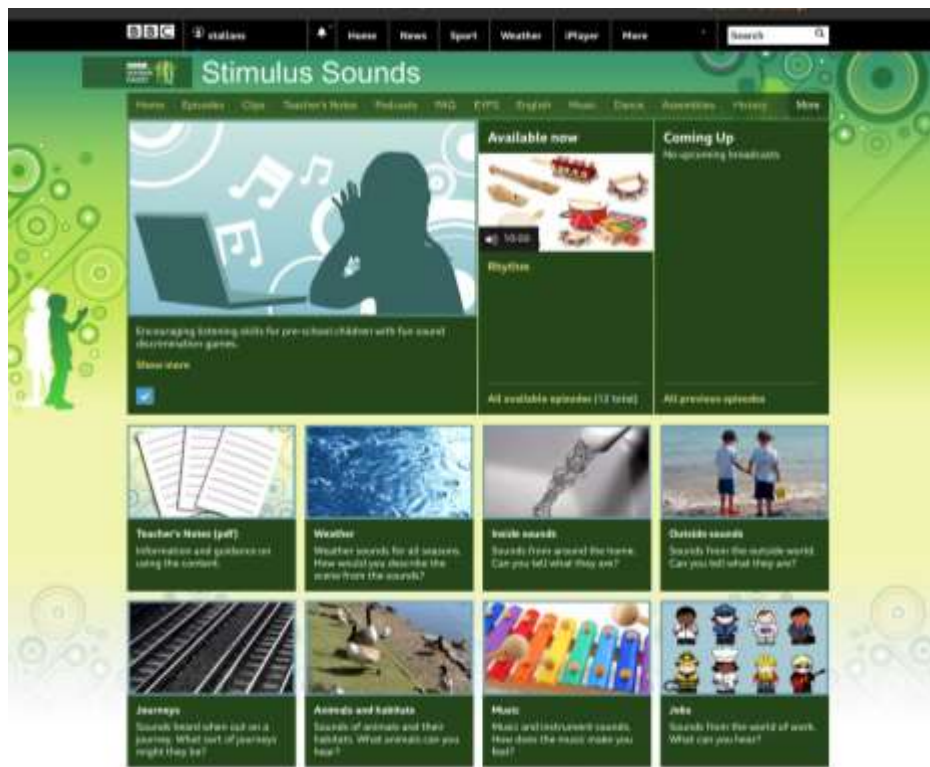 BBC
stallans
Home News Sport Weather iPlayer More
Search
Stimulus Sounds
Home Episodes Clips Teacher's Notes Podcasts FAQ EYFS English Music Dance Assemblies History More
Available now
Coming Up
No upcoming broadcasts
10:00
Rhythm
Encouraging listening skills for pre-school children with fun sound
discrimination games.
Show more
All available episodes (12 total)
All previous episodes
Teacher's Notes (pdf)
Information and guidance on
using the content.
Weather
Weather sounds for all seasons.
How would you describe the
scene from the sounds?
Inside sounds
Sounds from around the home.
Can you tell what they are?
Outside sounds
Sounds from the outside world.
Can you tell what they are?
Journeys
Sounds heard when out on a
journey. What sort of journeys
might they be?
Animals and habitats
Sounds of animals and their
habitats. What animals can you
hear?
Music
Music and instrument sounds.
How does the music make you
feel?
Jobs
Sounds from the world of work.
What can you hear?